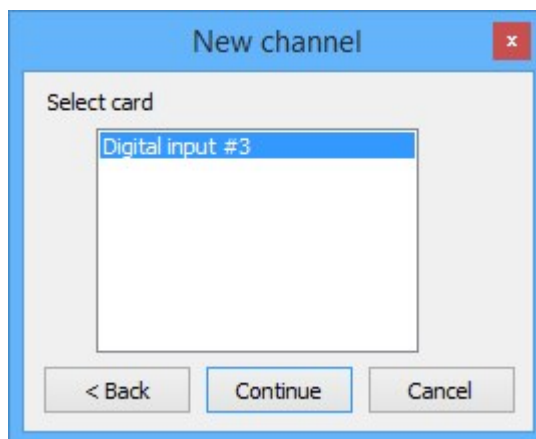 New channel
x
Select card
Digital input #3
< Back
Continue
Cancel